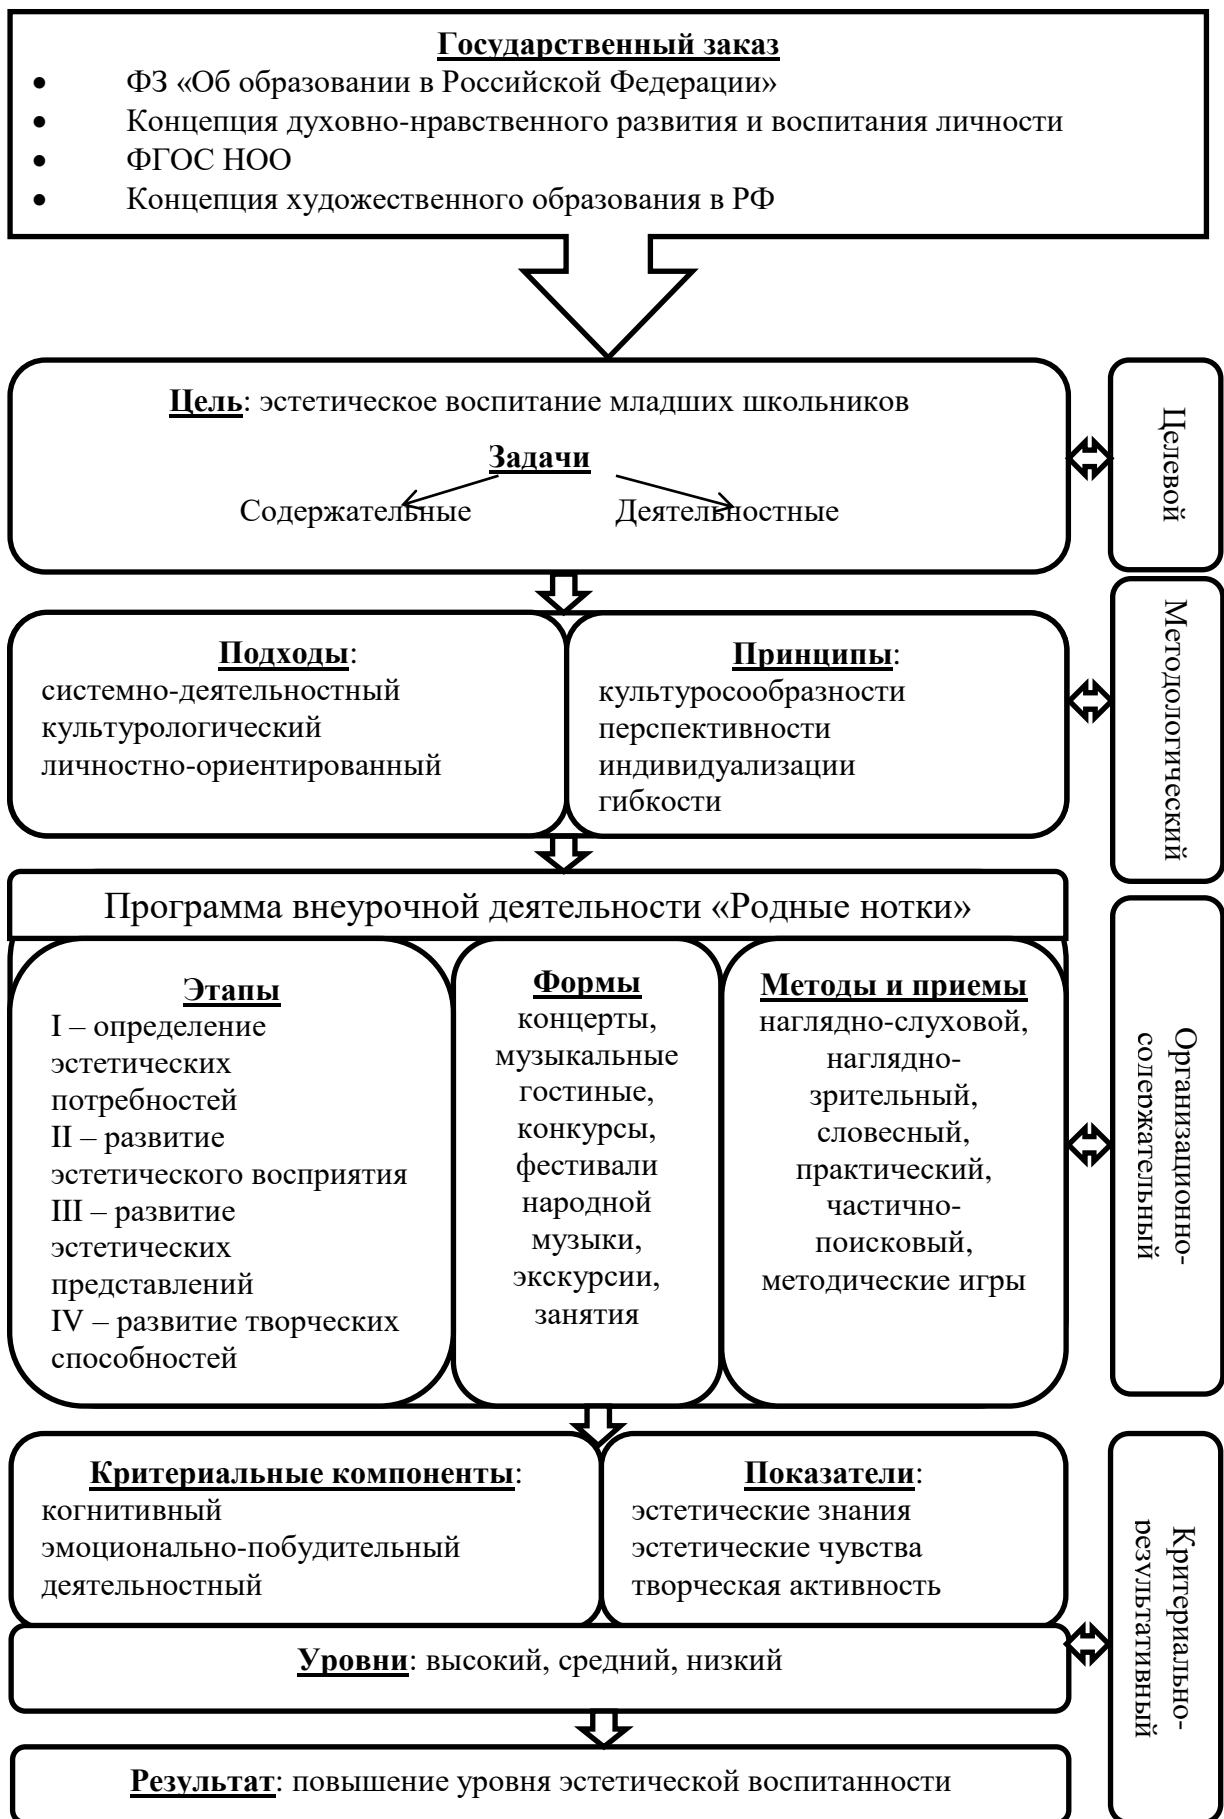 Государственный заказ
• ФЗ «Об образовании в Российской Федерации»
• Концепция духовно-нравственного развития и воспитания личности
• ФГОС НОО
• Концепция художественного образования в РФ
Цель: эстетическое воспитание младших школьников
Задачи
Содержательные Деятельностные
Целевой
Подходы:
системно-деятельностный
культурологический
личностно-ориентированный
Принципы:
культуросообразности
перспективности
индивидуализации
гибкости
Методологический
Программа внеурочной деятельности «Родные нотки»
Этапы
I – определение
эстетических
потребностей
II – развитие
эстетического восприятия
III – развитие
эстетических
представлений
IV – развитие творческих
способностей
Формы
концерты,
музыкальные
гостиные,
конкурсы,
фестивали
народной
музыки,
экскурсии,
занятия
Методы и приемы
наглядно-слуховой,
наглядно-
зрительный,
словесный,
практический,
частично-
поисковый,
методические игры
Организационно-
содержательный
Критериальные компоненты:
когнитивный
эмоционально-побудительный
деятельностный
Показатели:
эстетические знания
эстетические чувства
творческая активность
Уровни: высокий, средний, низкий
Критериально-
результативный
Результат: повышение уровня эстетической воспитанности